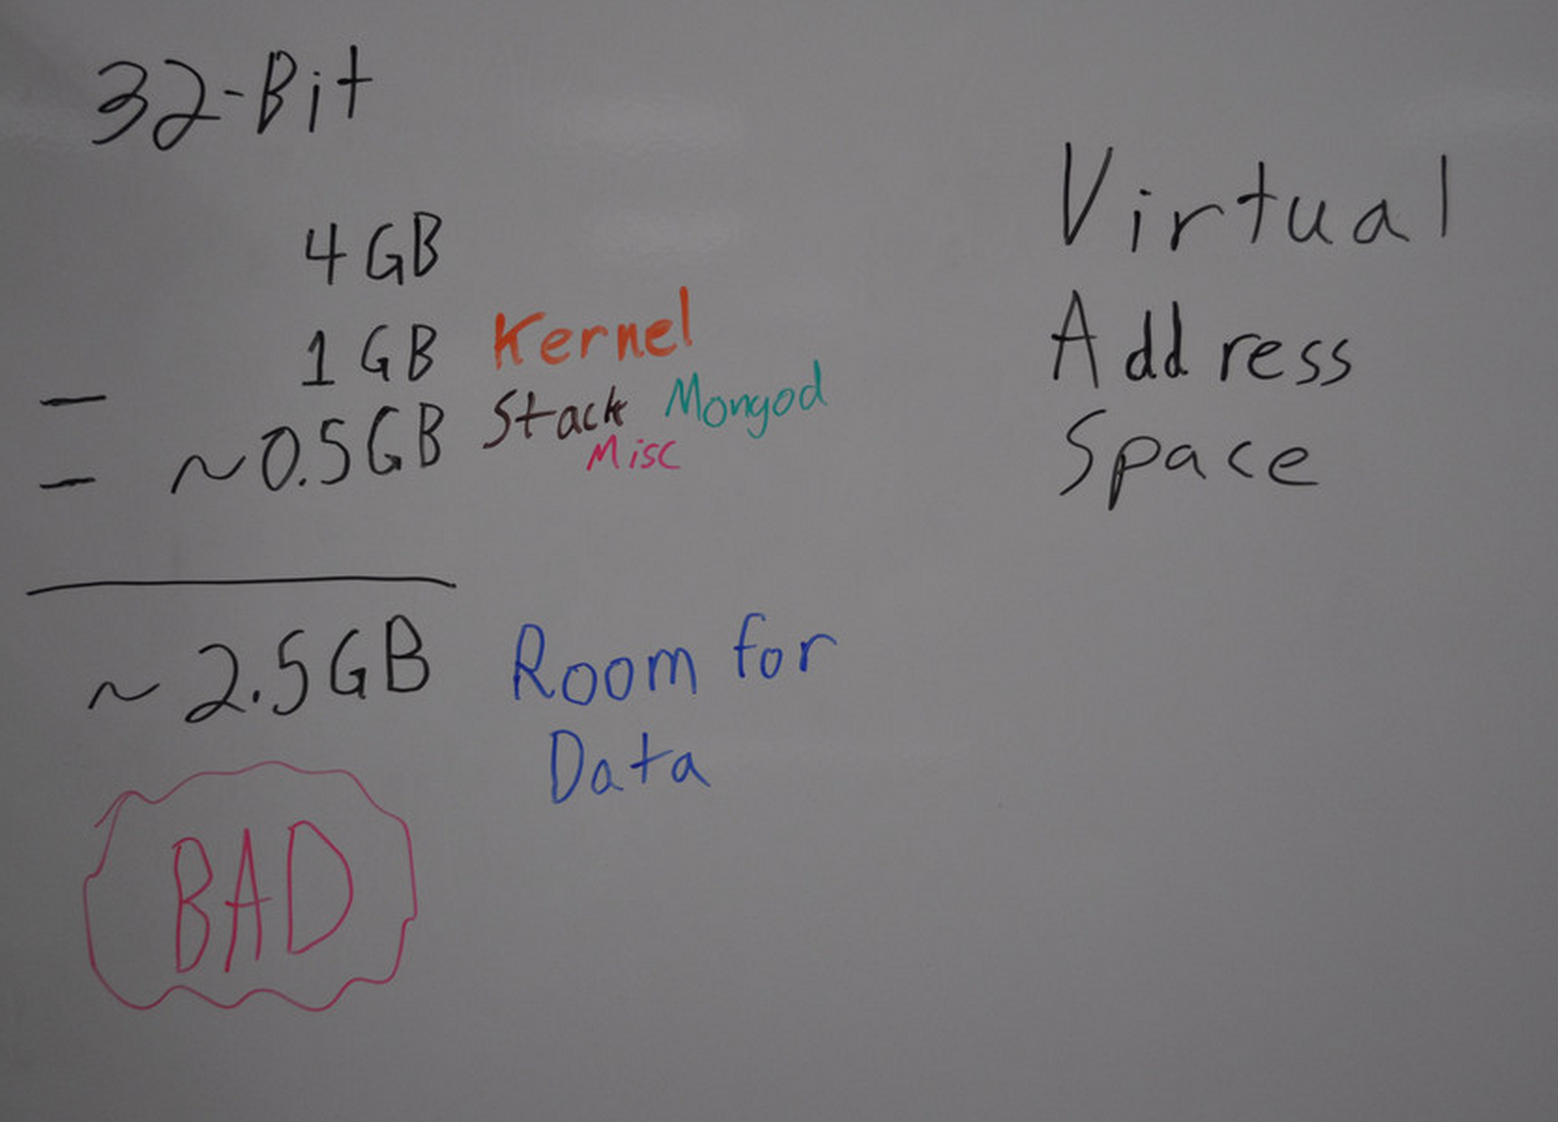 32-Bit
4GB
1GB Kernel
- ~0.5GB Stack Mongod
- Misc
~2.5GB Room for
Data
BAD
Virtual
Address
Space